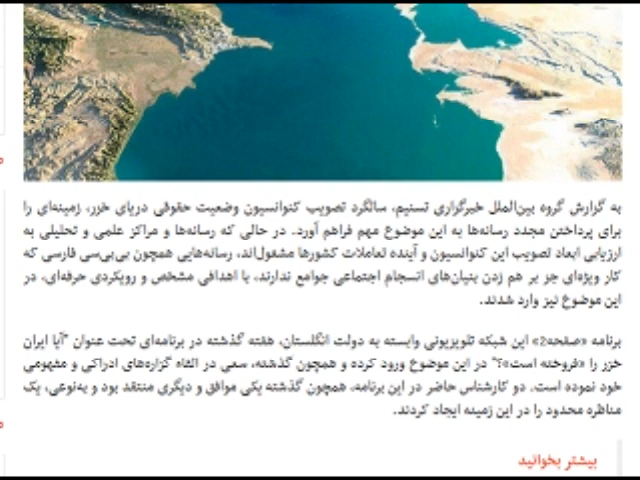 به گزارش گروه بین‌الملل خبرگزاری تسنیم، سالگرد تصویب کنوانسیون وضعیت حقوقی دریای خزر، زمینه‌ای را
برای پرداختن مجدد رسانه‌ها به این موضوع مهم فراهم آورد. در حالی که رسانه‌ها و مراکز علمی و تحلیلی به
ارزیابی ابعاد تصویب این کنوانسیون و آینده تعاملات کشورها مشغول‌اند، رسانه‌هایی همچون بی‌بی‌سی فارسی که
کار ویژه‌ای جز بر هم زدن بنیان‌های انسجام اجتماعی جوامع ندارند، با اهدافی مشخص و رویکردی حرفه‌ای، در
این موضوع نیز وارد شدند.
برنامه «صفحه2» این شبکه تلویزیونی وابسته به دولت انگلستان، هفته گذشته در برنامه‌ای تحت عنوان "آیا ایران
خزر را «فروخته است»؟" در این موضوع ورود کرده و همچون گذشته، سعی در القاء گزاره‌های ادراکی و مفهومی
خود نموده است. دو کارشناس حاضر در این برنامه، همچون گذشته یکی موافق و دیگری منتقد بود و به‌نوعی، یک
مناظره محدود را در این زمینه ایجاد کردند.
بیشتر بخوانید